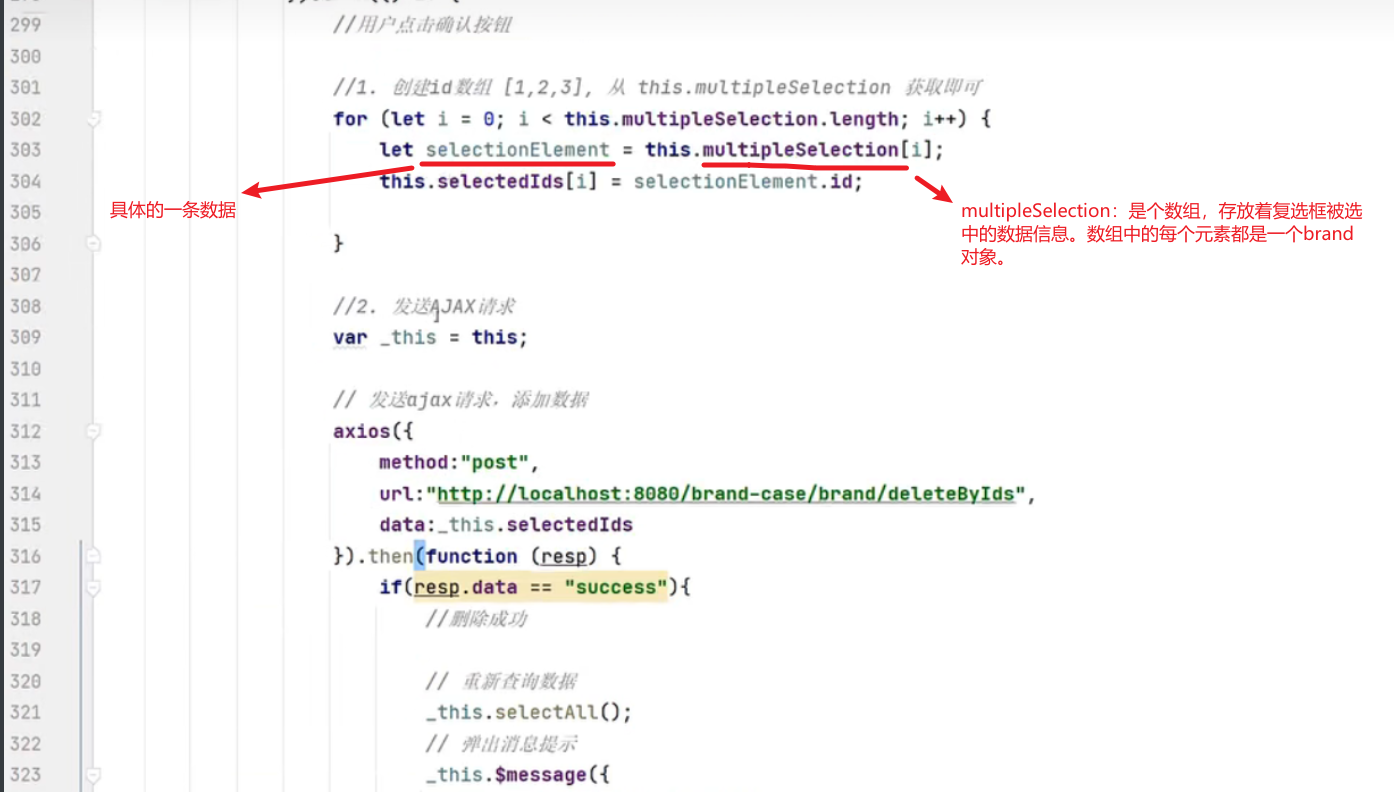 299 //用户点击确认按钮
300
301 //1. 创建id数组 [1,2,3], 从 this.multipleSelection 获取即可
302 for (let i = 0; i < this.multipleSelection.length; i++) {
303 let selectionElement = this.multipleSelection[i];
304 this.selectedIds[i] = selectionElement.id;
具体的一条数据
multipleSelection：是个数组，存放着复选框被选
中的数据信息。数组中的每个元素都是一个brand
对象。
305
306 }
307
308 //2. 发送AJAX请求
309 var _this = this;
310
311 // 发送ajax请求，添加数据
312 axios({
313 method:"post",
314 url:"http://localhost:8080/brand-case/brand/deleteByIds",
315 data:_this.selectedIds
316 }).then(function (resp) {
317 if(resp.data == "success"){
318 //删除成功
319
320 // 重新查询数据
321 _this.selectAll();
322 // 弹出消息提示
323 _this.$message({